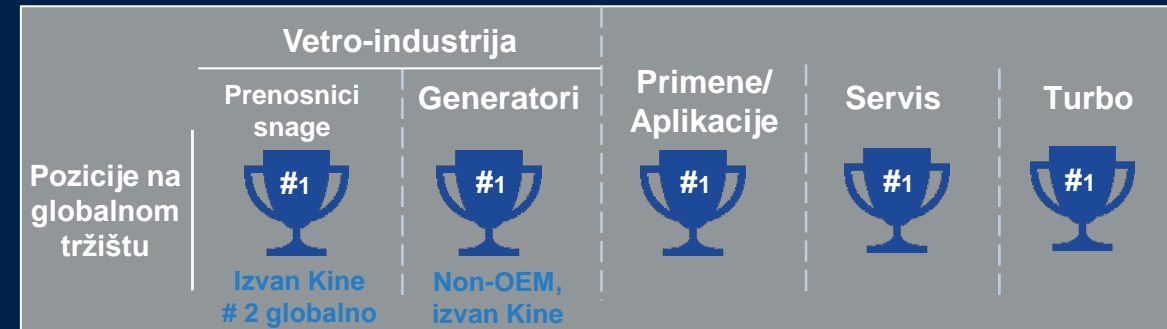 Vetro-industrija
Prenosnici
snage
Generatori
Primene/
Aplikacije
Servis
Turbo
Pozicije na
globalnom
tržištu
#1
#1
#1
#1
#1
Izvan Kine
# 2 globalno
Non-OEM,
izvan Kine